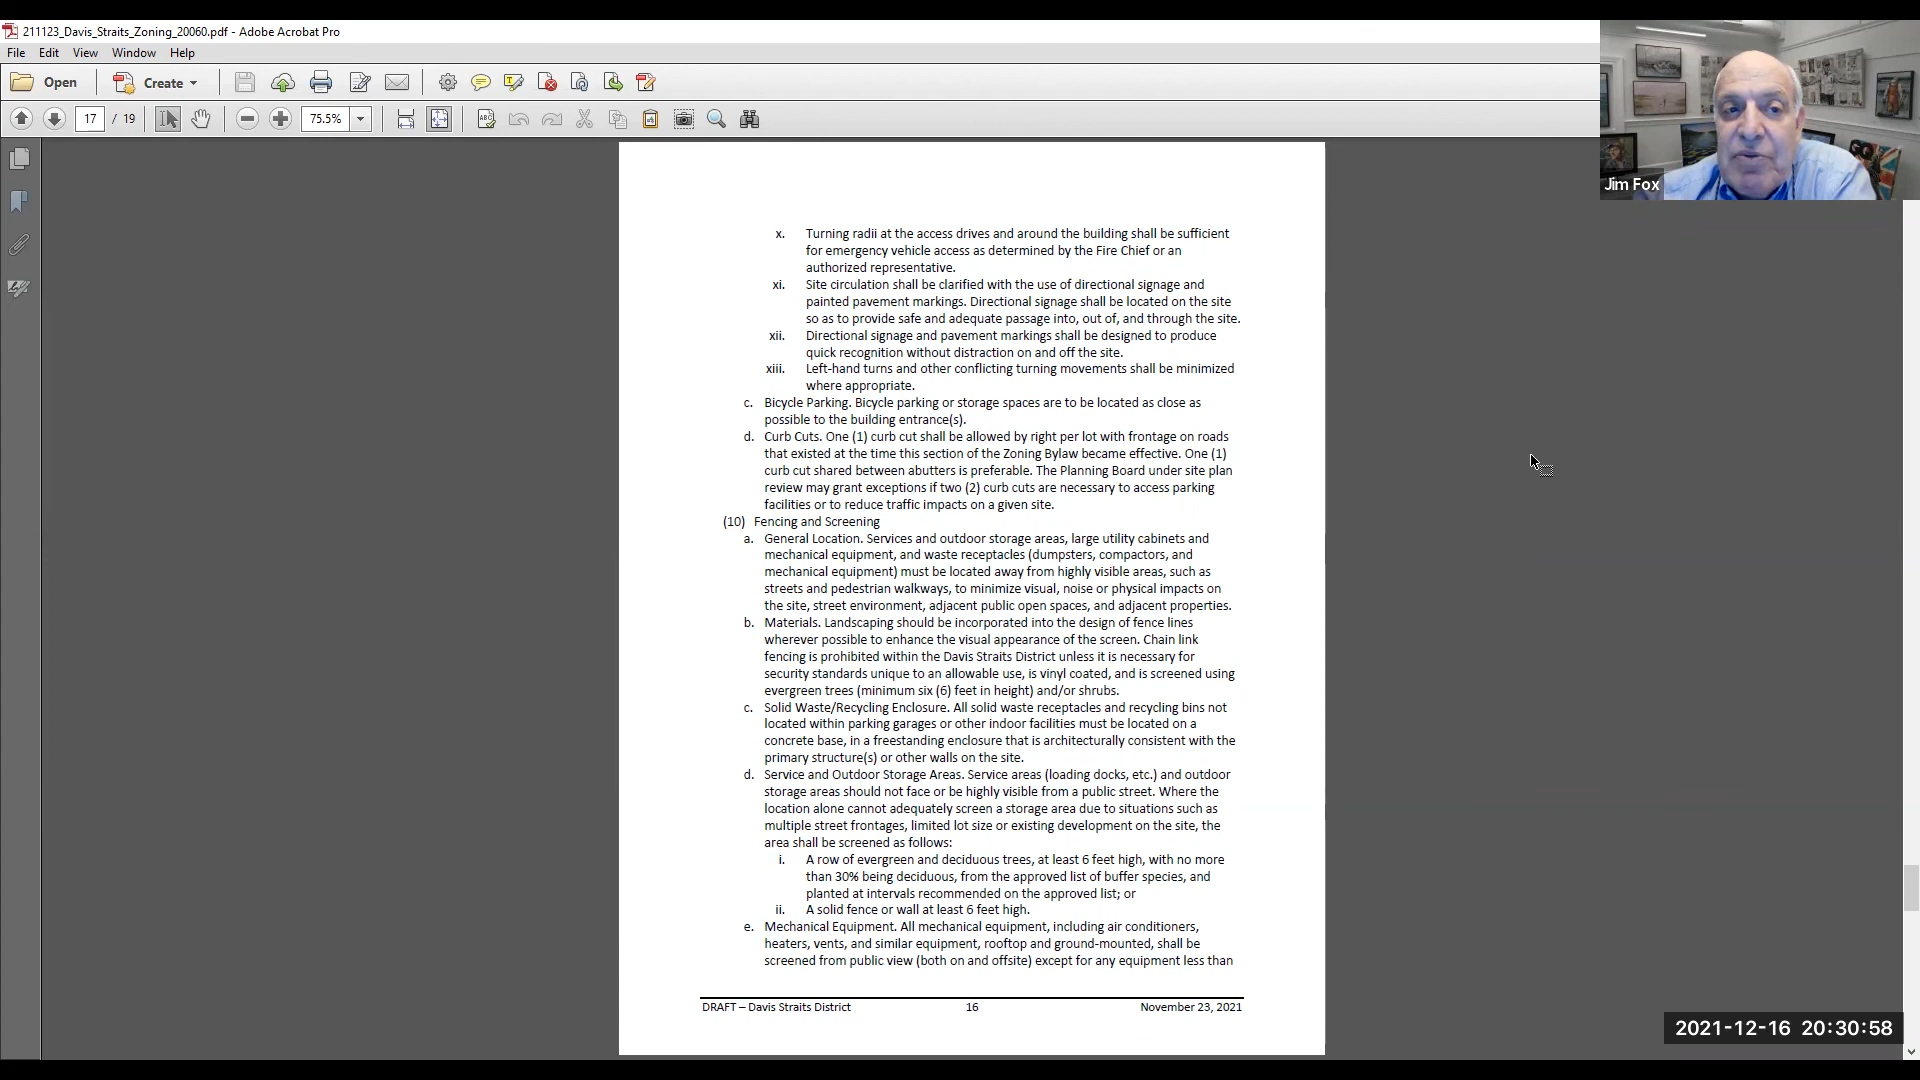 211123_Davis_Straits_Zoning_20060.pdf - Adobe Acrobat Pro
File Edit View Window Help
Open Create
17 / 19 75.5%
Jim Fox
x. Turning radii at the access drives and around the building shall be sufficient
for emergency vehicle access as determined by the Fire Chief or an
authorized representative.
xi. Site circulation shall be clarified with the use of directional signage and
painted pavement markings. Directional signage shall be located on the site
so as to provide safe and adequate passage into, out of, and through the site.
xii. Directional signage and pavement markings shall be designed to produce
quick recognition without distraction on and off the site.
xiii. Left-hand turns and other conflicting turning movements shall be minimized
where appropriate.
c. Bicycle Parking. Bicycle parking or storage spaces are to be located as close as
possible to the building entrance(s).
d. Curb Cuts. One (1) curb cut shall be allowed by right per lot with frontage on roads
that existed at the time this section of the Zoning Bylaw became effective. One (1)
curb cut shared between abutters is preferable. The Planning Board under site plan
review may grant exceptions if two (2) curb cuts are necessary to access parking
facilities or to reduce traffic impacts on a given site.
(10) Fencing and Screening
a. General Location. Services and outdoor storage areas, large utility cabinets and
mechanical equipment, and waste receptacles (dumpsters, compactors, and
mechanical equipment) must be located away from highly visible areas, such as
streets and pedestrian walkways, to minimize visual, noise or physical impacts on
the site, street environment, adjacent public open spaces, and adjacent properties.
b. Materials. Landscaping should be incorporated into the design of fence lines
wherever possible to enhance the visual appearance of the screen. Chain link
fencing is prohibited within the Davis Straits District unless it is necessary for
security standards unique to an allowable use, is vinyl coated, and is screened using
evergreen trees (minimum six (6) feet in height) and/or shrubs.
c. Solid Waste/Recycling Enclosure. All solid waste receptacles and recycling bins not
located within parking garages or other indoor facilities must be located on a
concrete base, in a freestanding enclosure that is architecturally consistent with the
primary structure(s) or other walls on the site.
d. Service and Outdoor Storage Areas. Service areas (loading docks, etc.) and outdoor
storage areas should not face or be highly visible from a public street. Where the
location alone cannot adequately screen a storage area due to situations such as
multiple street frontages, limited lot size or existing development on the site, the
area shall be screened as follows:
i. A row of evergreen and deciduous trees, at least 6 feet high, with no more
than 30% being deciduous, from the approved list of buffer species, and
planted at intervals recommended on the approved list; or
ii. A solid fence or wall at least 6 feet high.
e. Mechanical Equipment. All mechanical equipment, including air conditioners,
heaters, vents, and similar equipment, rooftop and ground-mounted, shall be
screened from public view (both on and offsite) except for any equipment less than
DRAFT – Davis Straits District 16 November 23, 2021
2021-12-16 20:30:58